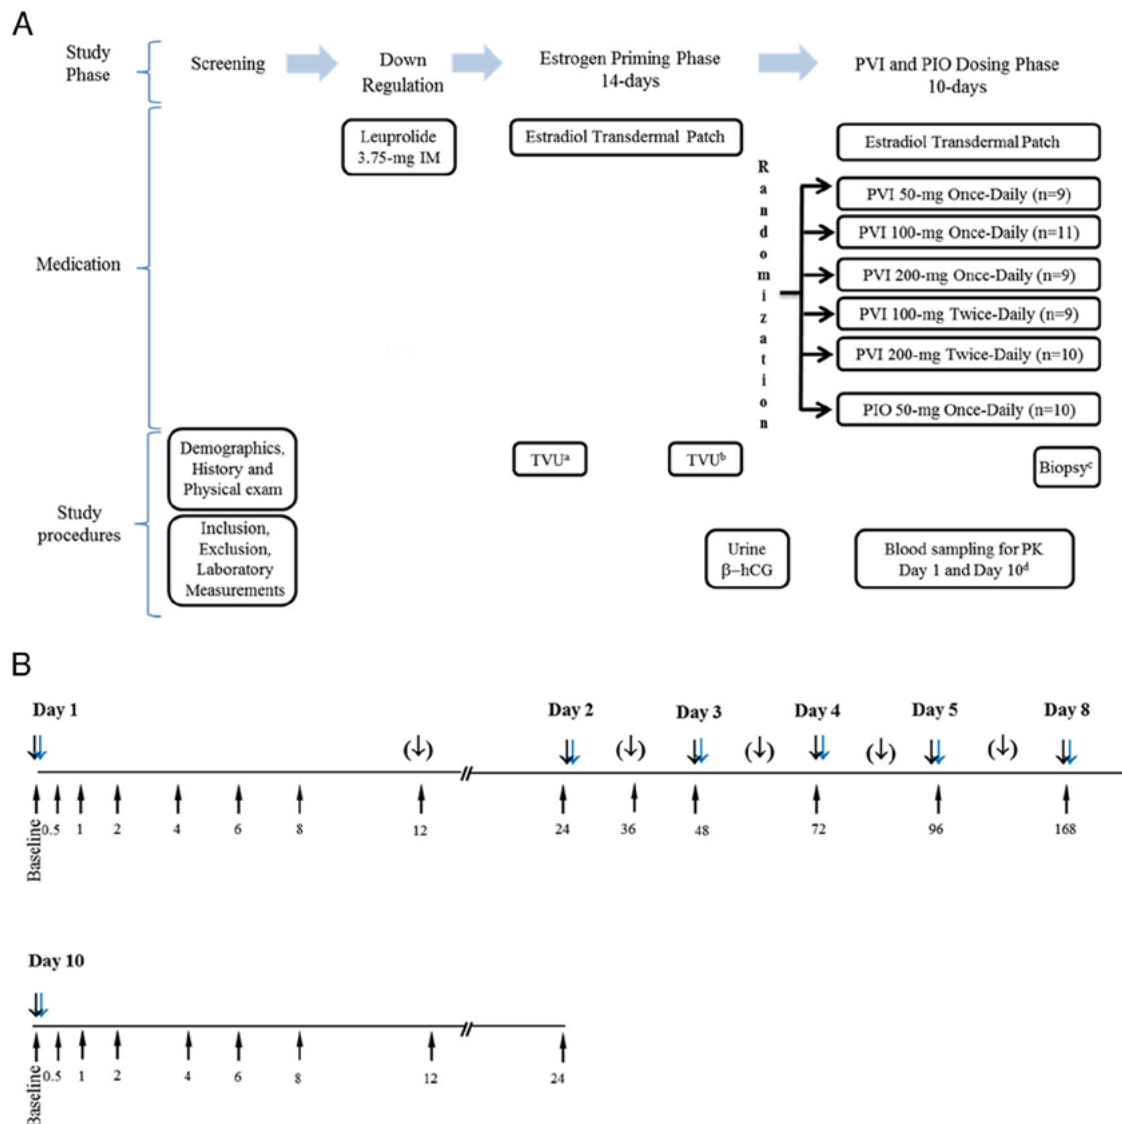 A
Study
Phase
Screening
Down
Regulation
Estrogen Priming Phase
14-days
PVI and PIO Dosing Phase
10-days
Medication
Leuprolide
3.75-mg IM
Estradiol Transdermal Patch
Randomization
Estradiol Transdermal Patch
PVI 50-mg Once-Daily (n=9)
PVI 100-mg Once-Daily (n=11)
PVI 200-mg Once-Daily (n=9)
PVI 100-mg Twice-Daily (n=9)
PVI 200-mg Twice-Daily (n=10)
PIO 50-mg Once-Daily (n=10)
Study
procedures
Demographics,
History and
Physical exam
Inclusion,
Exclusion,
Laboratory
Measurements
TVUᵃ
TVUᵇ
Biopsyᶜ
Urine
β–hCG
Blood sampling for PK
Day 1 and Day 10ᵈ
B
Day 1 Day 2 Day 3 Day 4 Day 5 Day 8
(↓) (↓) (↓) (↓) (↓)
Baseline 0.5 1 2 4 6 8 12 24 36 48 72 96 168
Day 10
Baseline 0.5 1 2 4 6 8 12 24